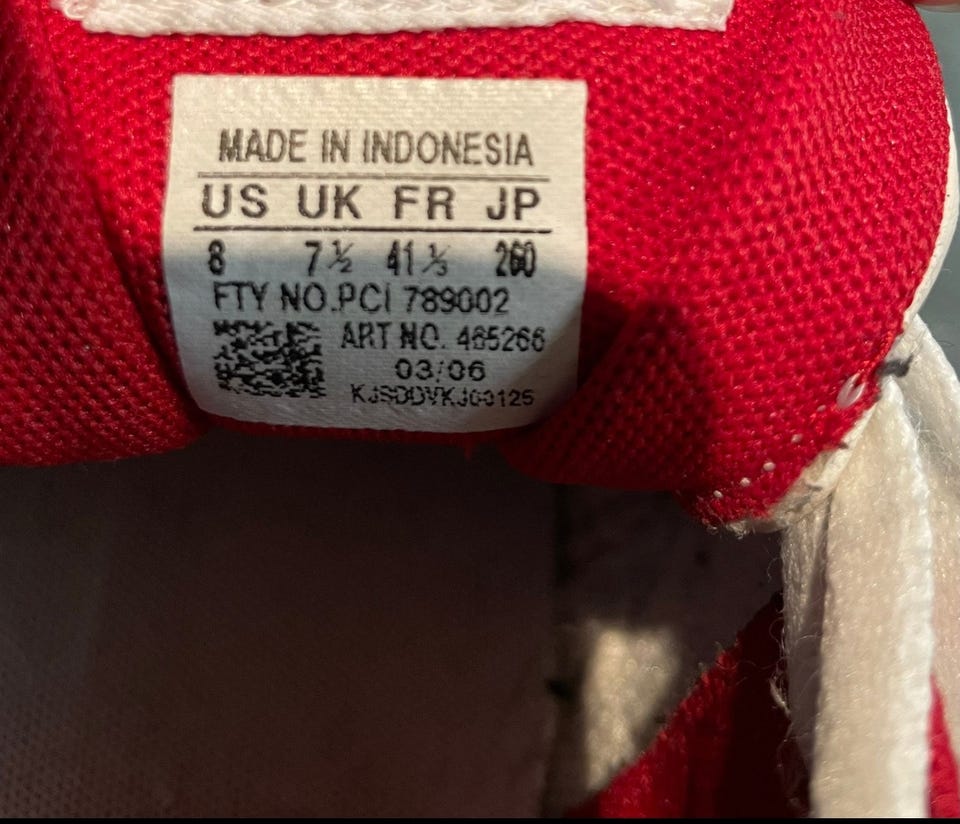 MADE IN INDONESIA
US UK FR JP
8 7½ 41⅓ 260
FTY NO.PCI 789002
ART NO. 465266
03/06